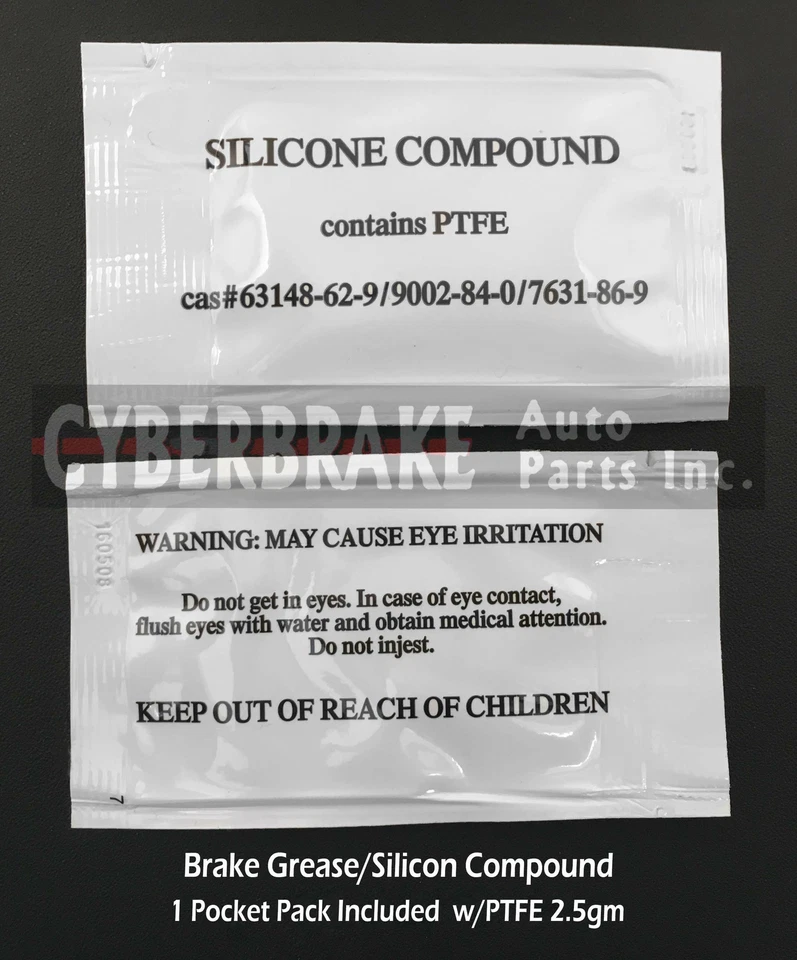 SILICONE COMPOUND
contains PTFE
cas#63148-62-9/9002-84-0/7631-86-9
CYBERBRAKE Auto Parts Inc.
160508
WARNING: MAY CAUSE EYE IRRITATION
Do not get in eyes. In case of eye contact,
flush eyes with water and obtain medical attention.
Do not injest.
KEEP OUT OF REACH OF CHILDREN
7
Brake Grease/Silicon Compound
1 Pocket Pack Included w/PTFE 2.5gm